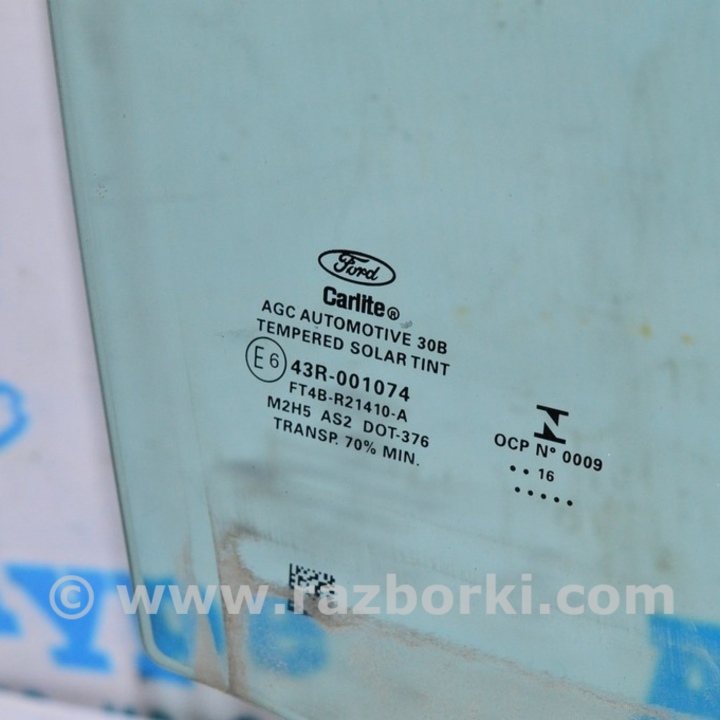 Ford
Carlite®
AGC AUTOMOTIVE 30B
TEMPERED SOLAR TINT
E6 43R-001074
FT4B-R21410-A
M2H5 AS2 DOT-376
TRANSP. 70% MIN.
OCP N° 0009
•• 16
•••••
© www.razborki.com